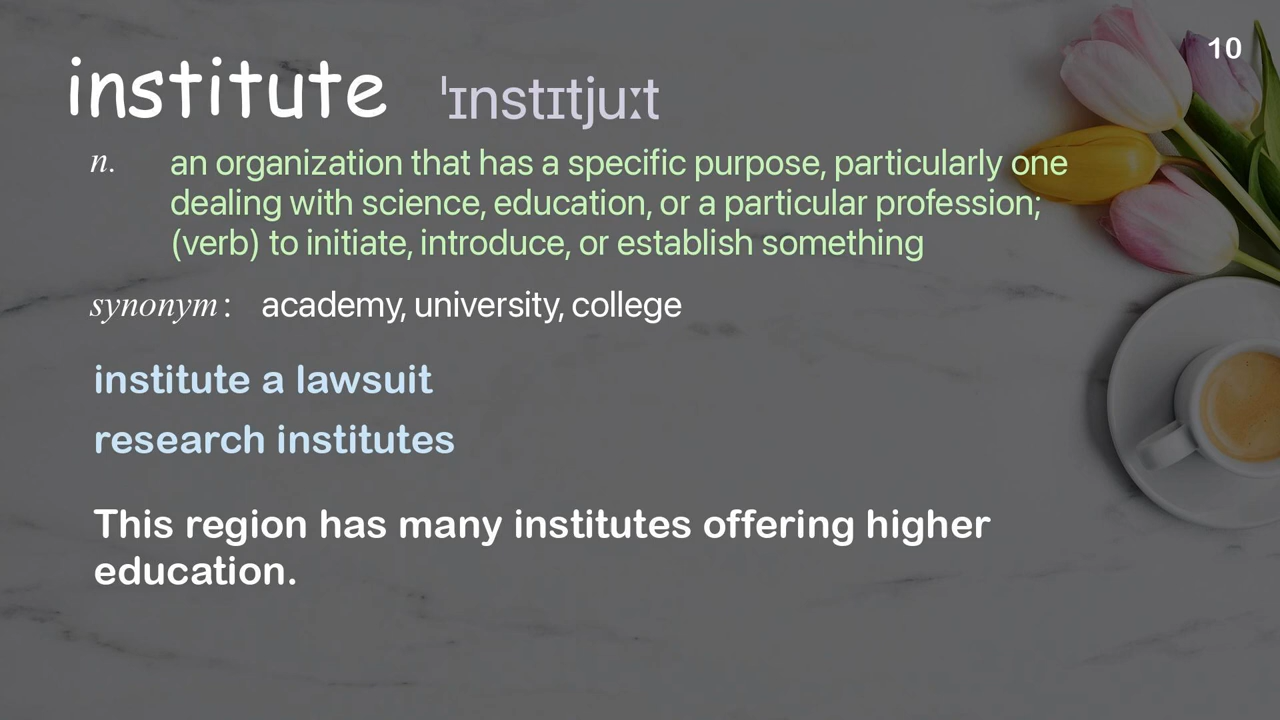 10
institute ˈɪnstɪtjuːt
n. an organization that has a specific purpose, particularly one
dealing with science, education, or a particular profession;
(verb) to initiate, introduce, or establish something
synonym: academy, university, college
institute a lawsuit
research institutes
This region has many institutes offering higher
education.